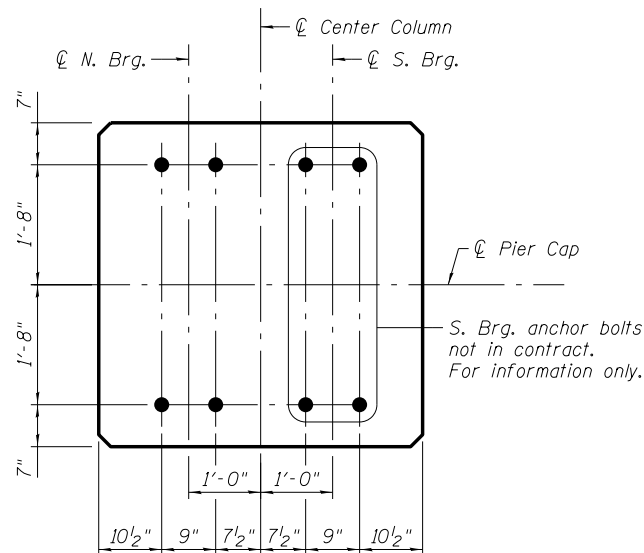 ℄ Center Column
℄ N. Brg.
℄ S. Brg.
7"
1'-8"
℄ Pier Cap
1'-8"
S. Brg. anchor bolts
not in contract.
For information only.
7"
1'-0" 1'-0"
10½" 9" 7½" 7½" 9" 10½"